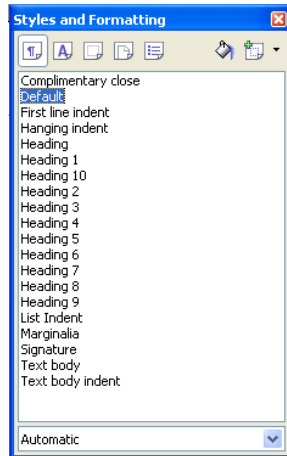 Styles and Formatting
Complimentary close
Default
First line indent
Hanging indent
Heading
Heading 1
Heading 10
Heading 2
Heading 3
Heading 4
Heading 5
Heading 6
Heading 7
Heading 8
Heading 9
List Indent
Marginalia
Signature
Text body
Text body indent
Automatic